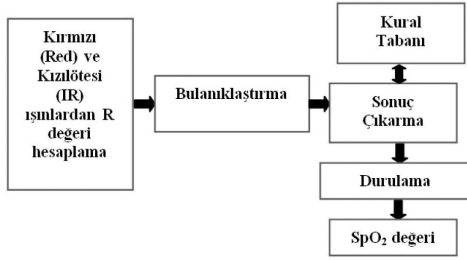 Kırmızı
(Red) ve
Kızılötesi
(IR)
ışınlardan R
değeri
hesaplama
Bulanıklaştırma
Kural
Tabanı
Sonuç
Çıkarma
Durulama
SpO₂ değeri